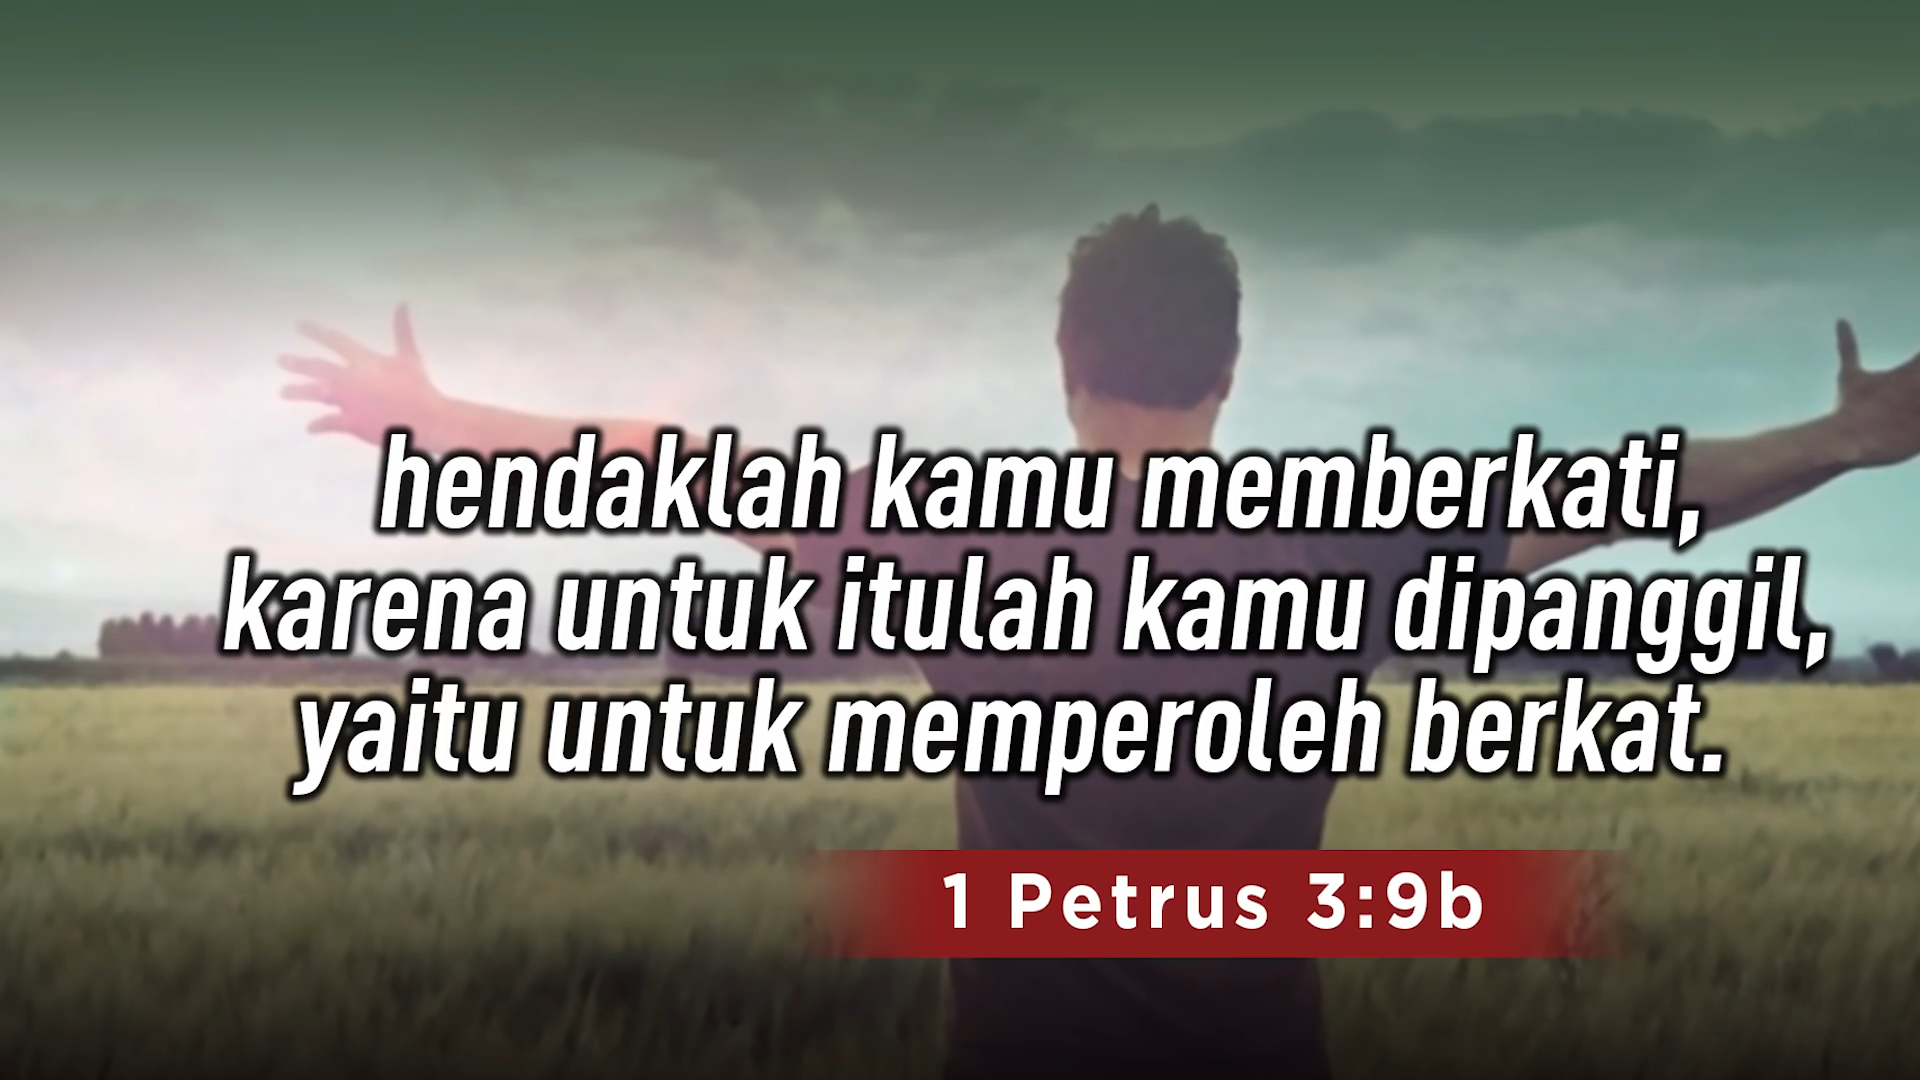 hendaklah kamu memberkati,
karena untuk itulah kamu dipanggil,
yaitu untuk memperoleh berkat.
1 Petrus 3:9b